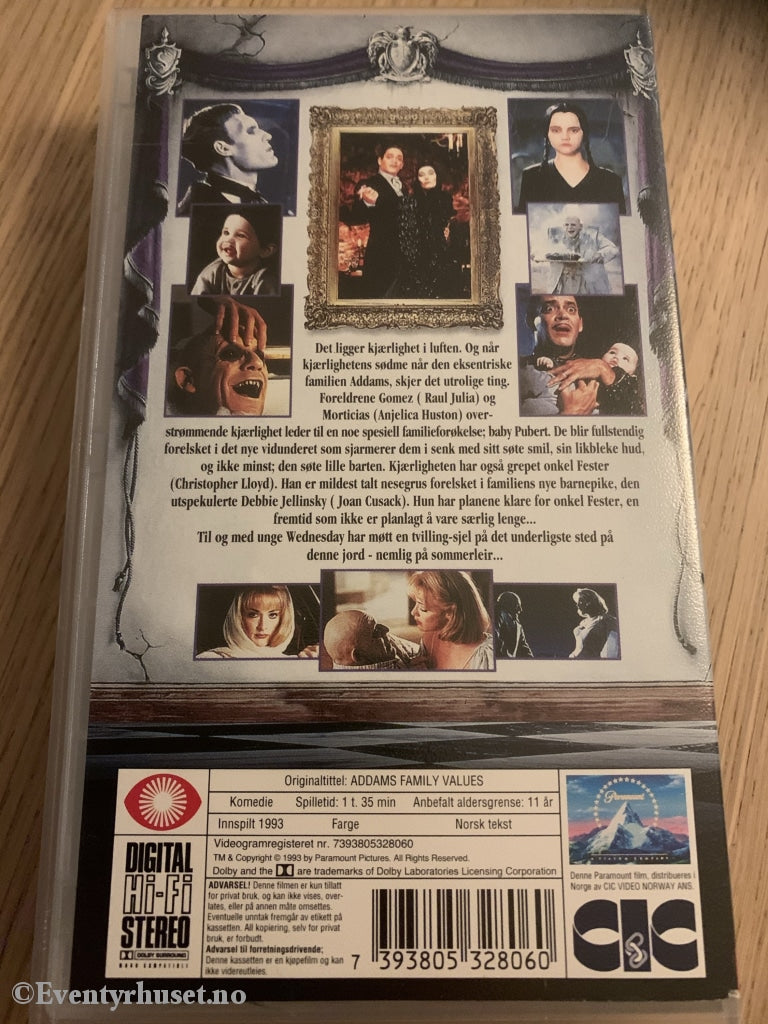 Det ligger kjærlighet i luften. Og når
kjærlighetens sødme når den eksentriske
familien Addams, skjer det utrolige ting.
Foreldrene Gomez ( Raul Julia) og
Morticias (Anjelica Huston) over-
strømmende kjærlighet leder til en noe spesiell familieforøkelse; baby Pubert. De blir fullstendig
forelsket i det nye vidunderet som sjarmerer dem i senk med sitt søte smil, sin likbleke hud,
og ikke minst; den søte lille barten. Kjærligheten har også grepet onkel Fester
(Christopher Lloyd). Han er mildest talt nesegrus forelsket i familiens nye barnepike, den
utspekulerte Debbie Jellinsky ( Joan Cusack). Hun har planene klare for onkel Fester, en
fremtid som ikke er planlagt å vare særlig lenge...
Til og med unge Wednesday har møtt en tvilling-sjel på det underligste sted på
denne jord - nemlig på sommerleir...
Originaltittel: ADDAMS FAMILY VALUES
Komedie Spilletid: 1 t. 35 min Anbefalt aldersgrense: 11 år
Innspilt 1993 Farge Norsk tekst
Videogramregisteret nr. 7393805328060
TM & Copyright © 1993 by Paramount Pictures. All Rights Reserved.
Dolby and the are trademarks of Dolby Laboratories Licensing Corporation
DIGITAL
Hi-Fi
STEREO
DOLBY SURROUND
MONO COMPATIBLE
ADVARSEL! Denne filmen er kun tillatt
for privat bruk, og kan ikke vises, over-
lates, eller på annen måte omsettes.
Eventuelle unntak fremgår av etikett på
kassetten. All kopiering, selv for privat
bruk, er forbudt.
Advarsel til forretningsdrivende;
Denne kassetten er en kjøpefilm og kan
ikke videreutleies.
7 393805 328060
Paramount
Denne Paramount film, distribueres i
Norge av CIC VIDEO NORWAY ANS.
CIC
©Eventyrhuset.no